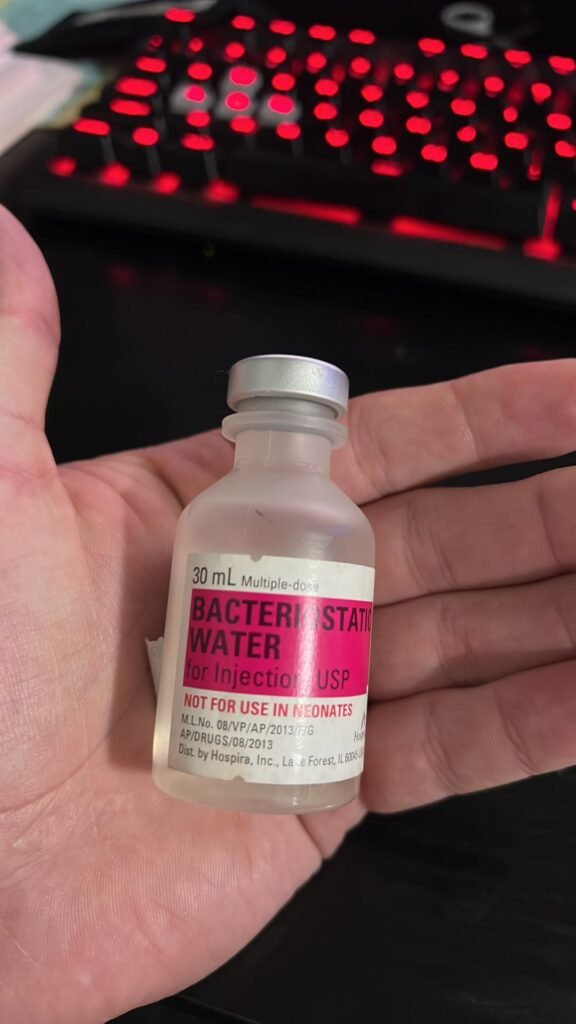 30 mL Multiple-dose
BACTERIOSTATIC
WATER
for Injection, USP
NOT FOR USE IN NEONATES
M.L.No. 08/VP/AP/2013/F/G
AP/DRUGS/08/2013
Dist. by Hospira, Inc., Lake Forest, IL 60045